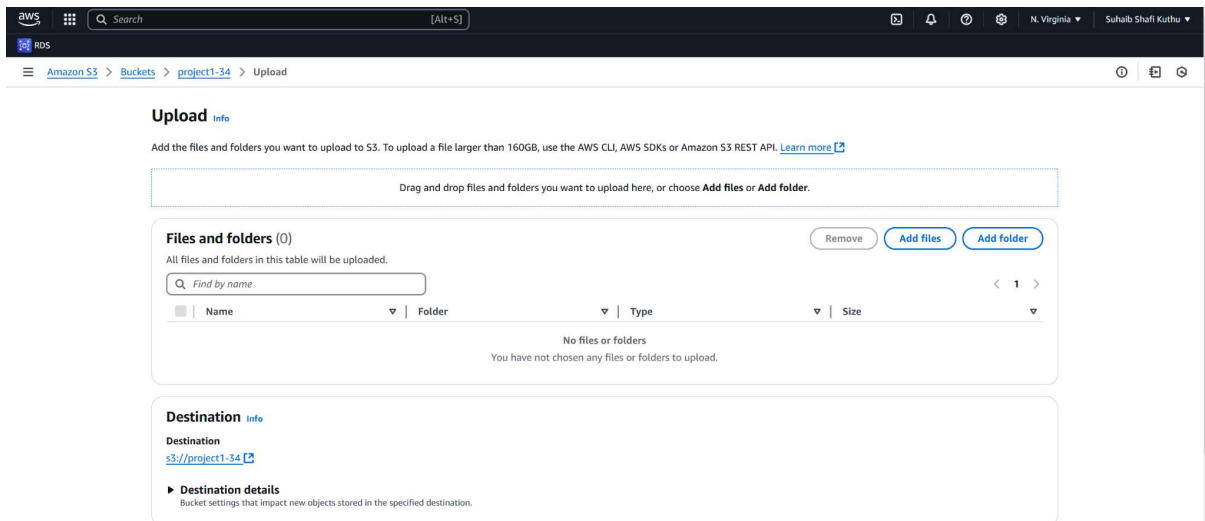 aws
Search [Alt+S]
N. Virginia ▼
Suhaib Shafi Kuthu ▼
RDS
Amazon S3 > Buckets > project1-34 > Upload
Upload Info
Add the files and folders you want to upload to S3. To upload a file larger than 160GB, use the AWS CLI, AWS SDKs or Amazon S3 REST API. Learn more
Drag and drop files and folders you want to upload here, or choose Add files or Add folder.
Files and folders (0)
Remove
Add files
Add folder
All files and folders in this table will be uploaded.
Find by name
< 1 >
Name | Folder | Type | Size
No files or folders
You have not chosen any files or folders to upload.
Destination Info
Destination
s3://project1-34
▶ Destination details
Bucket settings that impact new objects stored in the specified destination.